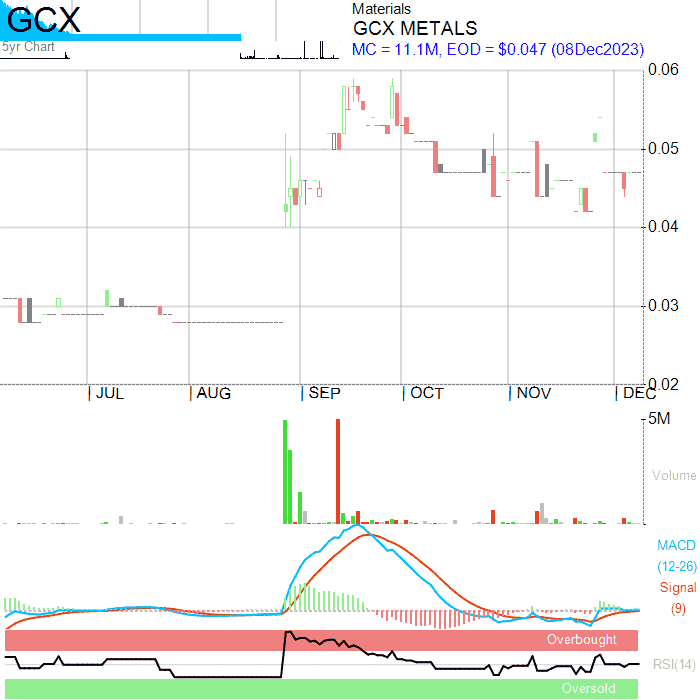 GCX
5yr Chart
Materials
GCX METALS
MC = 11.1M, EOD = $0.047 (08Dec2023)
0.06
0.05
0.04
0.03
0.02
JUL AUG SEP OCT NOV DEC
5M
Volume
MACD
(12-26)
Signal
(9)
Overbought
RSI(14)
Oversold